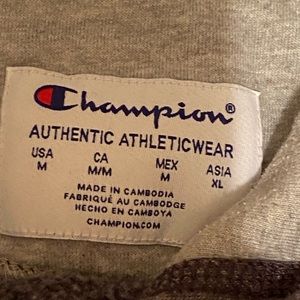 Champion®
AUTHENTIC ATHLETICWEAR
USA CA MEX ASIA
M M/M M XL
MADE IN CAMBODIA
FABRIQUÉ AU CAMBODGE
HECHO EN CAMBOYA
CHAMPION.COM